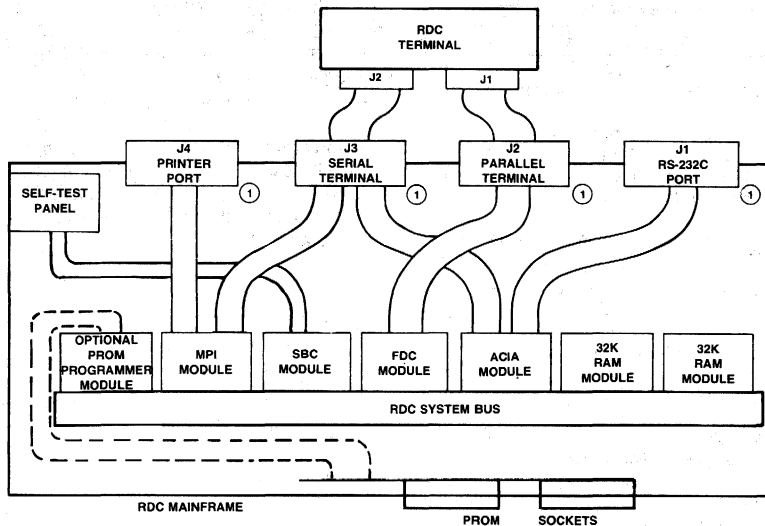 RDC
TERMINAL
J2
J1
J4
PRINTER
PORT
J3
SERIAL
TERMINAL
J2
PARALLEL
TERMINAL
J1
RS-232C
PORT
1
1
1
1
SELF-TEST
PANEL
OPTIONAL
PROM
PROGRAMMER
MODULE
MPI
MODULE
SBC
MODULE
FDC
MODULE
ACIA
MODULE
32K
RAM
MODULE
32K
RAM
MODULE
RDC SYSTEM BUS
RDC MAINFRAME
PROM SOCKETS